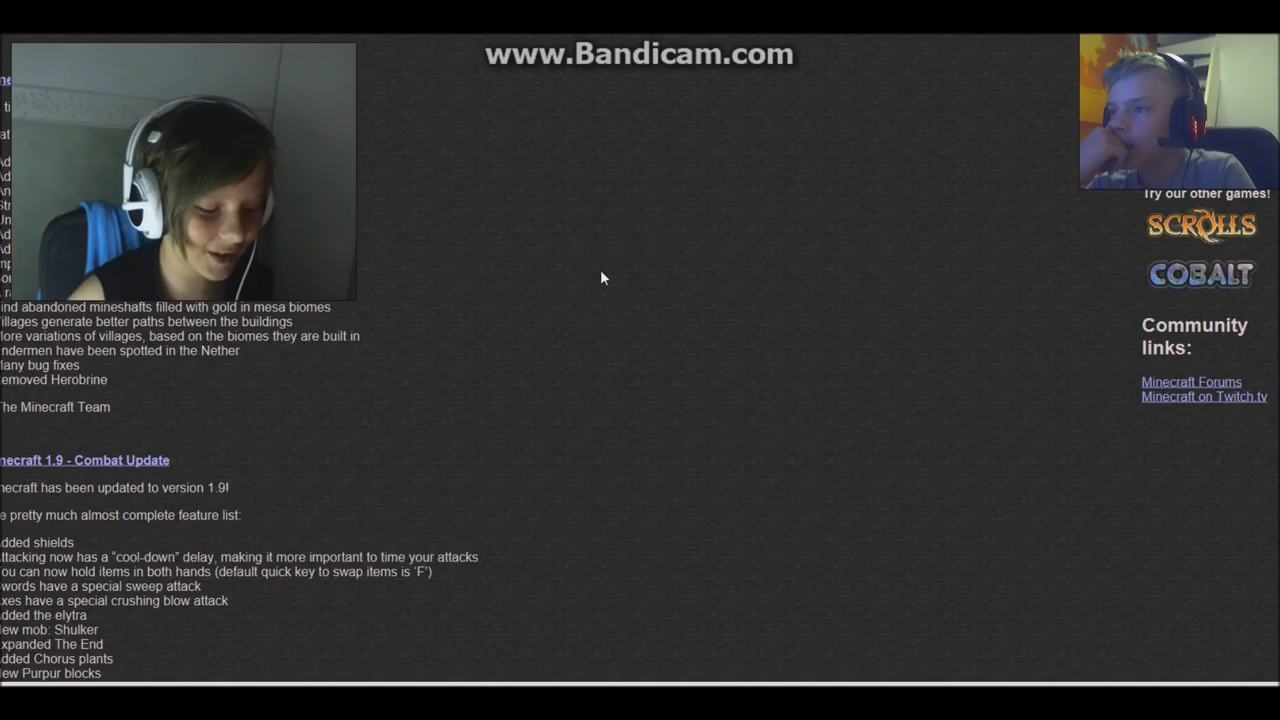 www.Bandicam.com
Try our other games!
SCROLLS
COBALT
Community
links:
Minecraft Forums
Minecraft on Twitch.tv
ind abandoned mineshafts filled with gold in mesa biomes
illages generate better paths between the buildings
ore variations of villages, based on the biomes they are built in
ndermen have been spotted in the Nether
any bug fixes
emoved Herobrine
The Minecraft Team
necraft 1.9 - Combat Update
necraft has been updated to version 1.9!
e pretty much almost complete feature list:
dded shields
ttacking now has a “cool-down” delay, making it more important to time your attacks
ou can now hold items in both hands (default quick key to swap items is ‘F’)
words have a special sweep attack
xes have a special crushing blow attack
dded the elytra
ew mob: Shulker
xpanded The End
dded Chorus plants
ew Purpur blocks